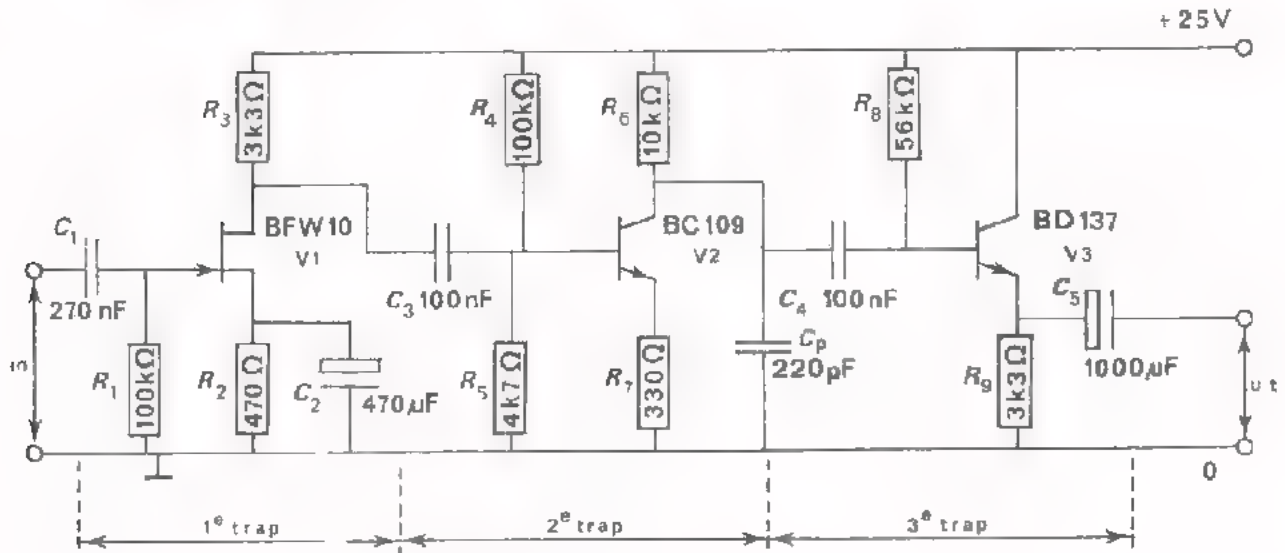 + 25V
R3
3k3Ω
R4
100kΩ
R6
10kΩ
R8
56kΩ
C1
270nF
BFW10
V1
C3 100nF
BC109
V2
C4 100nF
BD137
V3
C5
1000μF
R1
100kΩ
R2
470Ω
C2
470μF
R5
4k7Ω
R7
330Ω
Cp
220pF
R9
3k3Ω
0
1e trap
2e trap
3e trap